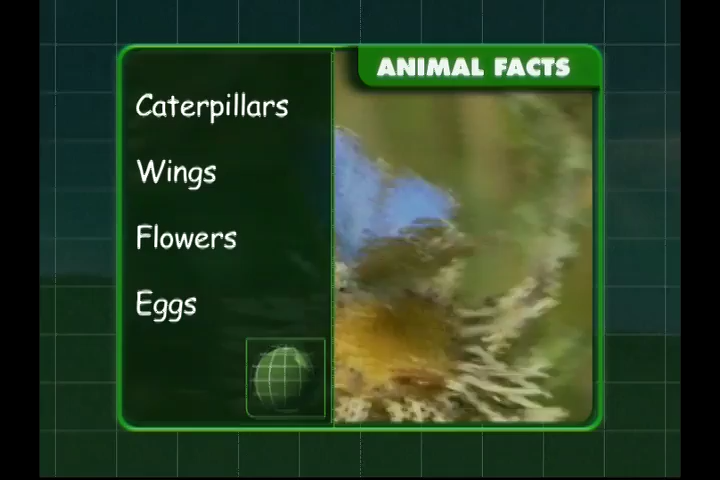 ANIMAL FACTS
Caterpillars
Wings
Flowers
Eggs